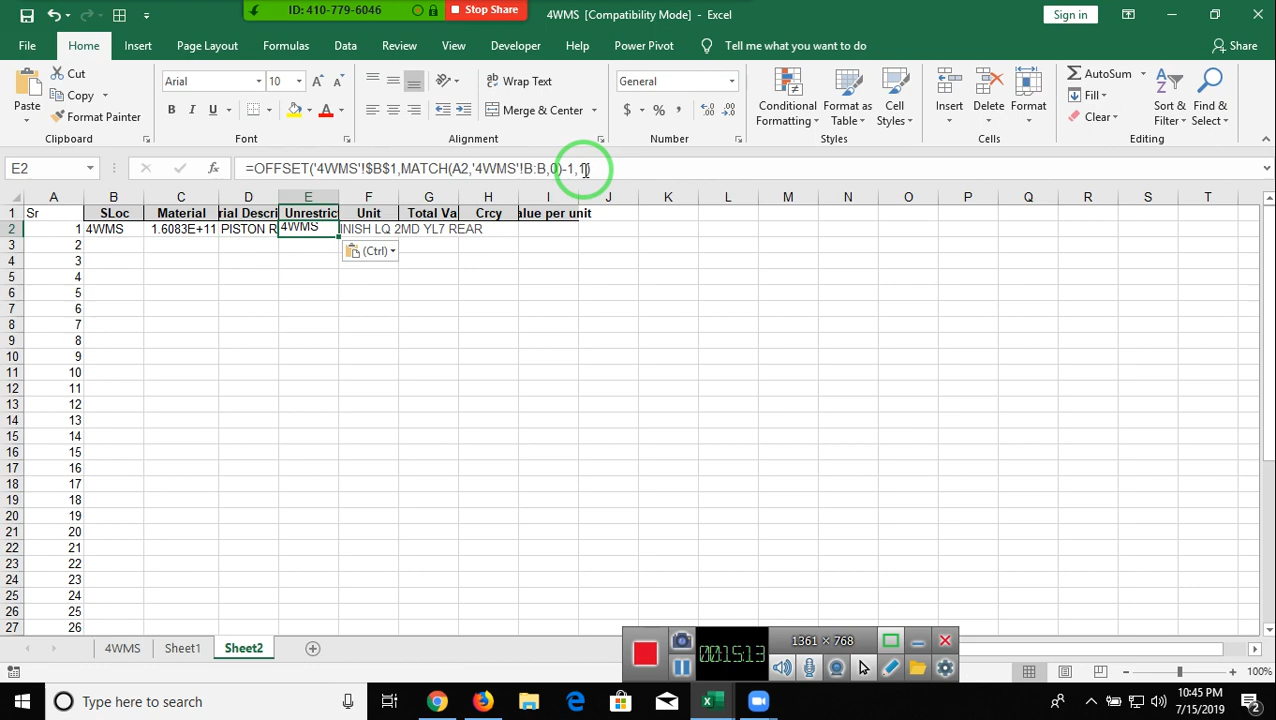 ID: 410-779-6046 Stop Share
4WMS [Compatibility Mode] - Excel
Sign in
File Home Insert Page Layout Formulas Data Review View Developer Help Power Pivot Tell me what you want to do Share
Paste Cut Copy Format Painter
Arial 10
Wrap Text
Merge & Center
General
Conditional Formatting Format as Table Cell Styles Insert Delete Format
AutoSum Fill Clear
Sort & Filter Find & Select
Clipboard Font Alignment Number Styles Cells Editing
E2 =OFFSET('4WMS'!$B$1,MATCH(A2,'4WMS'!B:B,0)-1,1)
A B C D E F G H I J K L M N O P Q R S T
1 Sr SLoc Material rial Descri Unrestric Unit Total Va Crcy alue per unit
2 1 4WMS 1.6083E+11 PISTON R 4WMS INISH LQ 2MD YL7 REAR
3 2 (Ctrl)
4 3
5 4
6 5
7 6
8 7
9 8
10 9
11 10
12 11
13 12
14 13
15 14
16 15
17 16
18 17
19 18
20 19
21 20
22 21
23 22
24 23
25 24
26 25
27 26
4WMS Sheet1 Sheet2
00:15:13 1361 × 768
100%
Type here to search
10:45 PM
7/15/2019
2